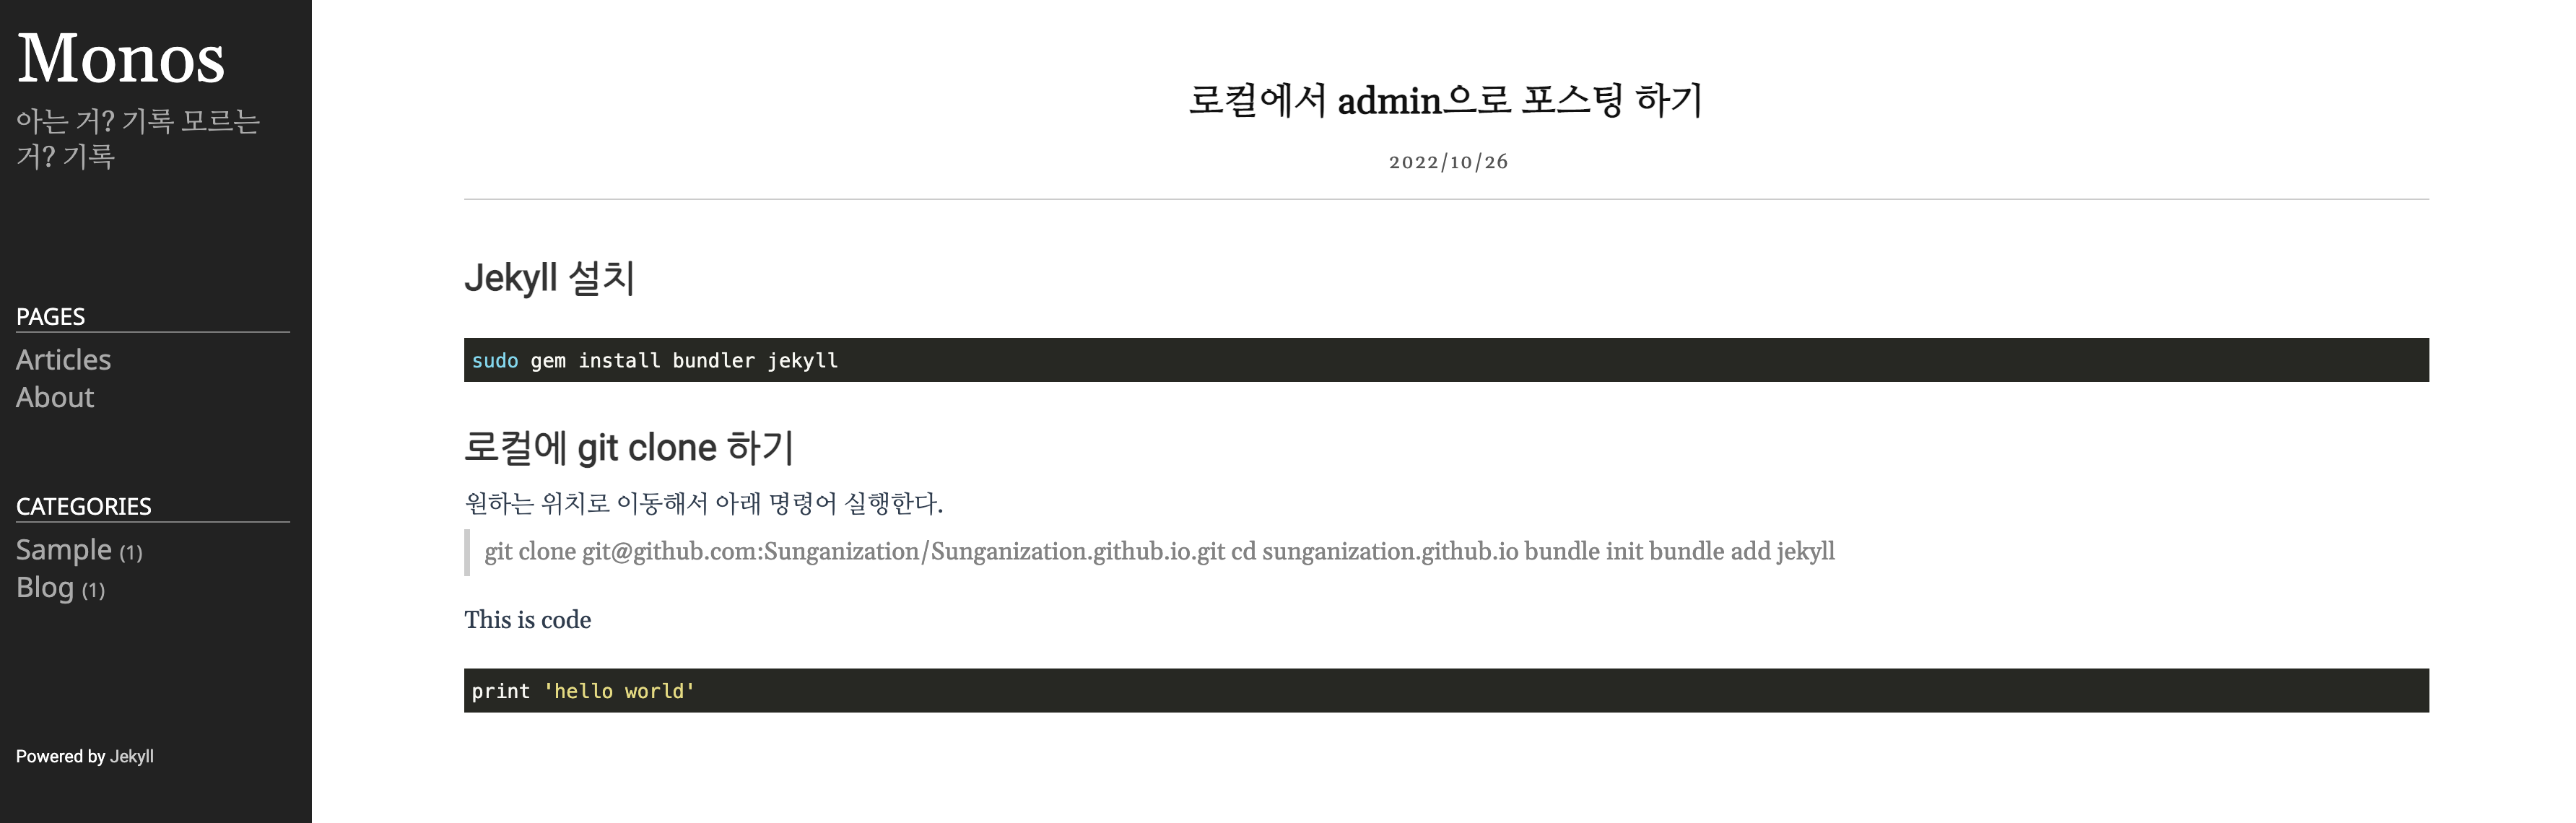 Monos
아는 거? 기록 모르는
거? 기록
PAGES
Articles
About
CATEGORIES
Sample (1)
Blog (1)
Powered by Jekyll
로컬에서 admin으로 포스팅 하기
2022/10/26
Jekyll 설치
sudo gem install bundler jekyll
로컬에 git clone 하기
원하는 위치로 이동해서 아래 명령어 실행한다.
git clone git@github.com:Sunganization/Sunganization.github.io.git cd sunganization.github.io bundle init bundle add jekyll
This is code
print 'hello world'